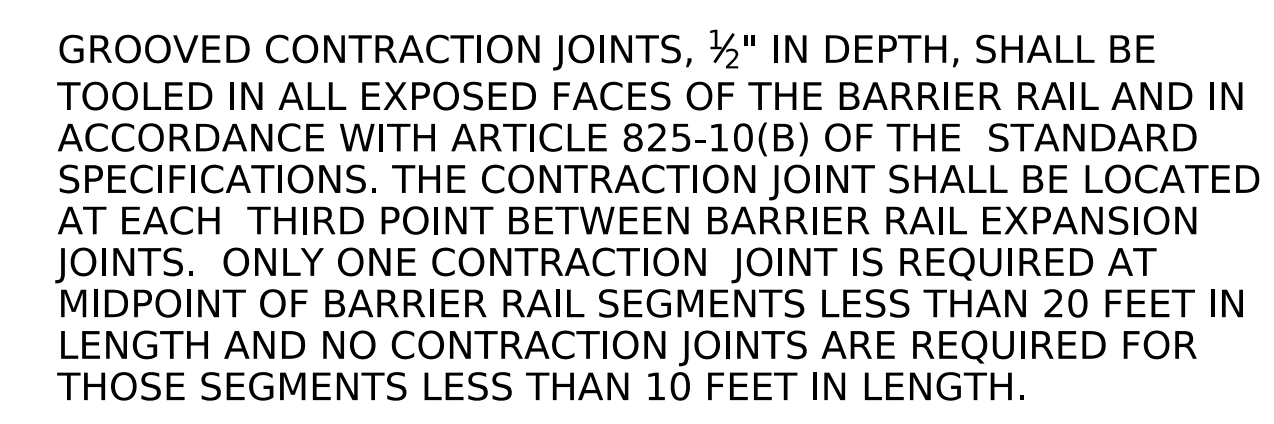 GROOVED CONTRACTION JOINTS, ½" IN DEPTH, SHALL BE
TOOLED IN ALL EXPOSED FACES OF THE BARRIER RAIL AND IN
ACCORDANCE WITH ARTICLE 825-10(B) OF THE  STANDARD
SPECIFICATIONS. THE CONTRACTION JOINT SHALL BE LOCATED
AT EACH  THIRD POINT BETWEEN BARRIER RAIL EXPANSION
JOINTS.  ONLY ONE CONTRACTION  JOINT IS REQUIRED AT
MIDPOINT OF BARRIER RAIL SEGMENTS LESS THAN 20 FEET IN
LENGTH AND NO CONTRACTION JOINTS ARE REQUIRED FOR
THOSE SEGMENTS LESS THAN 10 FEET IN LENGTH.